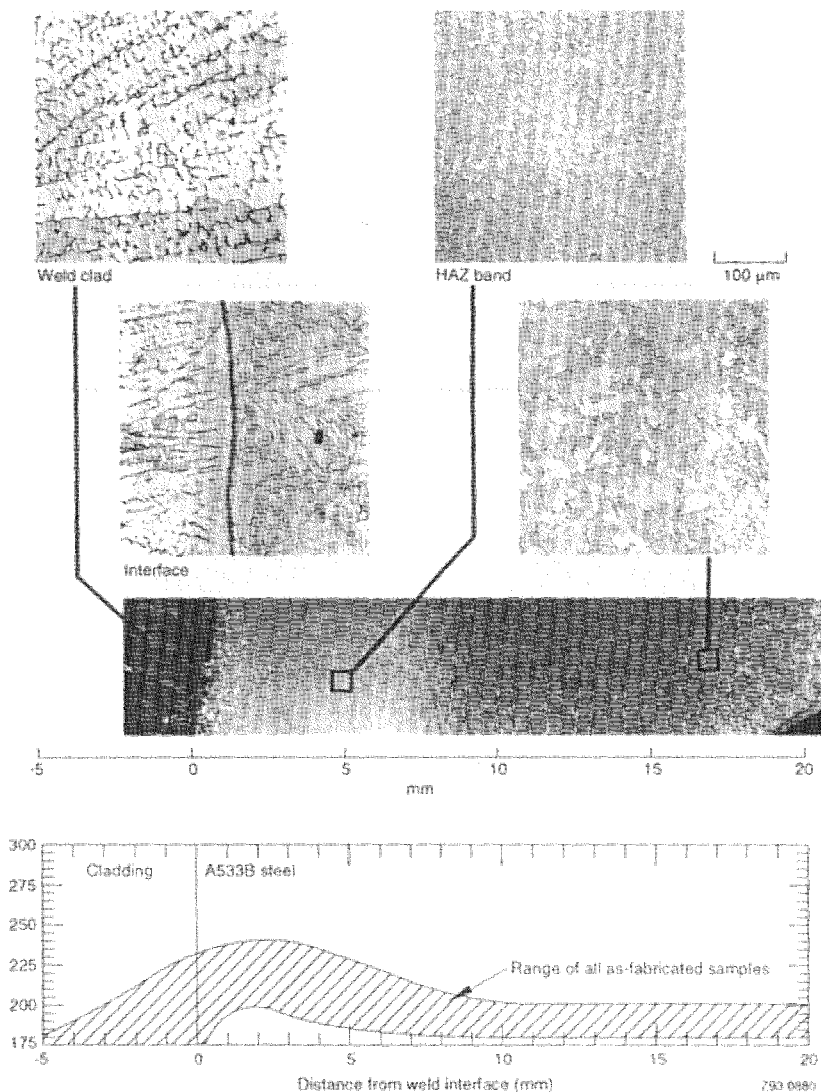 Weld clad
HAZ band
100 µm
Interface
-5 0 5 10 15 20
mm
300
275
250
225
200
175
Cladding
A533B steel
Range of all as-fabricated samples
-5 0 5 10 15 20
Distance from weld interface (mm)